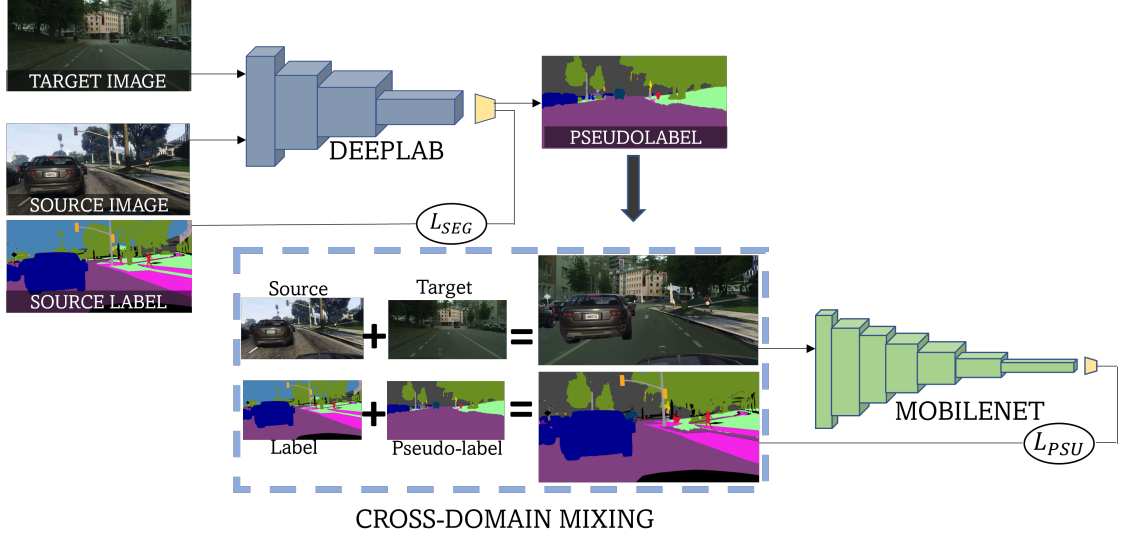 TARGET IMAGE
SOURCE IMAGE
SOURCE LABEL
DEEPLAB
PSEUDOLABEL
L_SEG
Source
Target
+
=
Label
Pseudo-label
+
=
MOBILENET
L_PSU
CROSS-DOMAIN MIXING